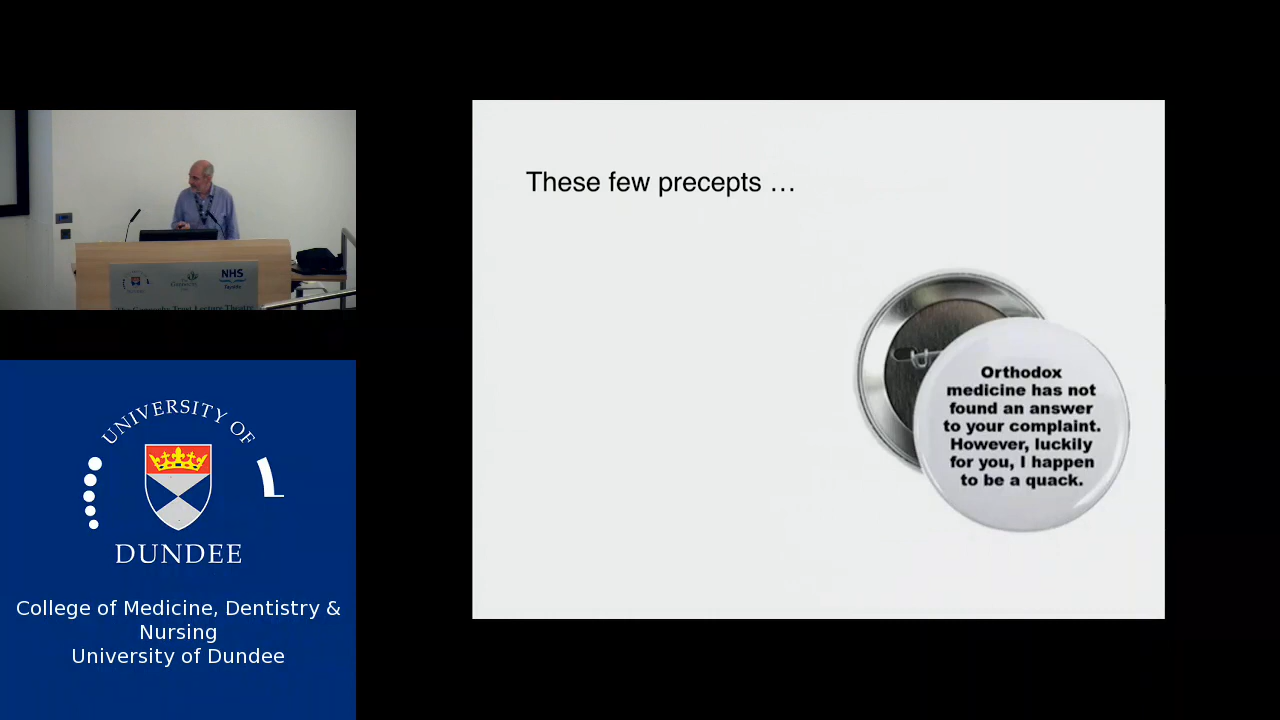 These few precepts …
Orthodox
medicine has not
found an answer
to your complaint.
However, luckily
for you, I happen
to be a quack.
NHS
UNIVERSITY OF
DUNDEE
College of Medicine, Dentistry &
Nursing
University of Dundee